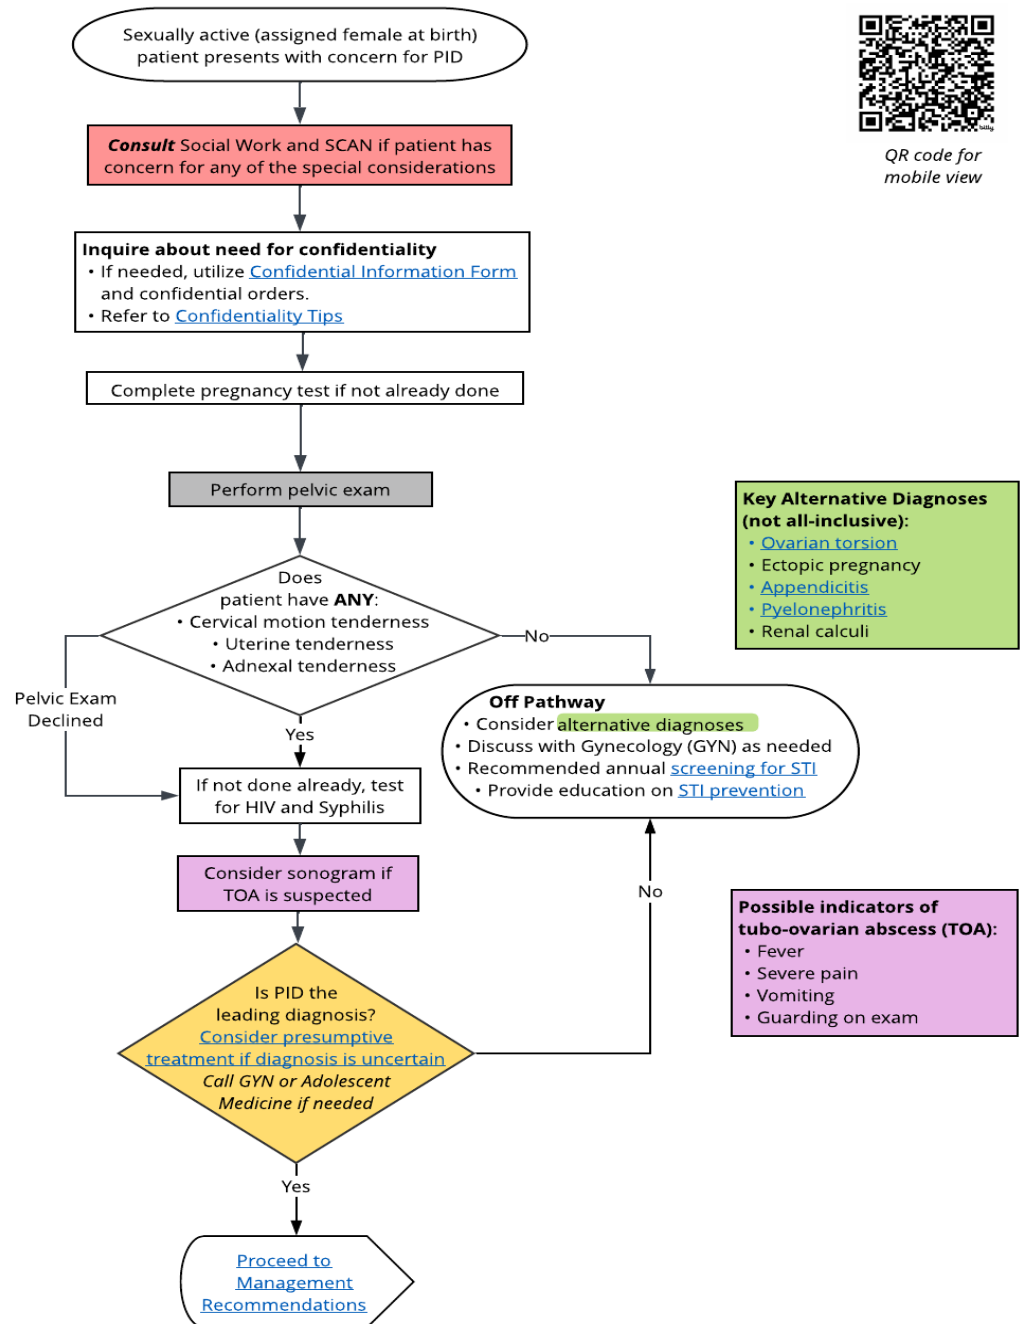 Sexually active (assigned female at birth)
patient presents with concern for PID
QR code for
mobile view
Consult Social Work and SCAN if patient has
concern for any of the special considerations
Inquire about need for confidentiality
• If needed, utilize Confidential Information Form
and confidential orders.
• Refer to Confidentiality Tips
Complete pregnancy test if not already done
Perform pelvic exam
Key Alternative Diagnoses
(not all-inclusive):
• Ovarian torsion
• Ectopic pregnancy
• Appendicitis
• Pyelonephritis
• Renal calculi
Does
patient have ANY:
• Cervical motion tenderness
• Uterine tenderness
• Adnexal tenderness
No
Pelvic Exam
Declined
Yes
Off Pathway
• Consider alternative diagnoses
• Discuss with Gynecology (GYN) as needed
• Recommended annual screening for STI
• Provide education on STI prevention
If not done already, test
for HIV and Syphilis
Consider sonogram if
TOA is suspected
No
Possible indicators of
tubo-ovarian abscess (TOA):
• Fever
• Severe pain
• Vomiting
• Guarding on exam
Is PID the
leading diagnosis?
Consider presumptive
treatment if diagnosis is uncertain
Call GYN or Adolescent
Medicine if needed
Yes
Proceed to
Management
Recommendations